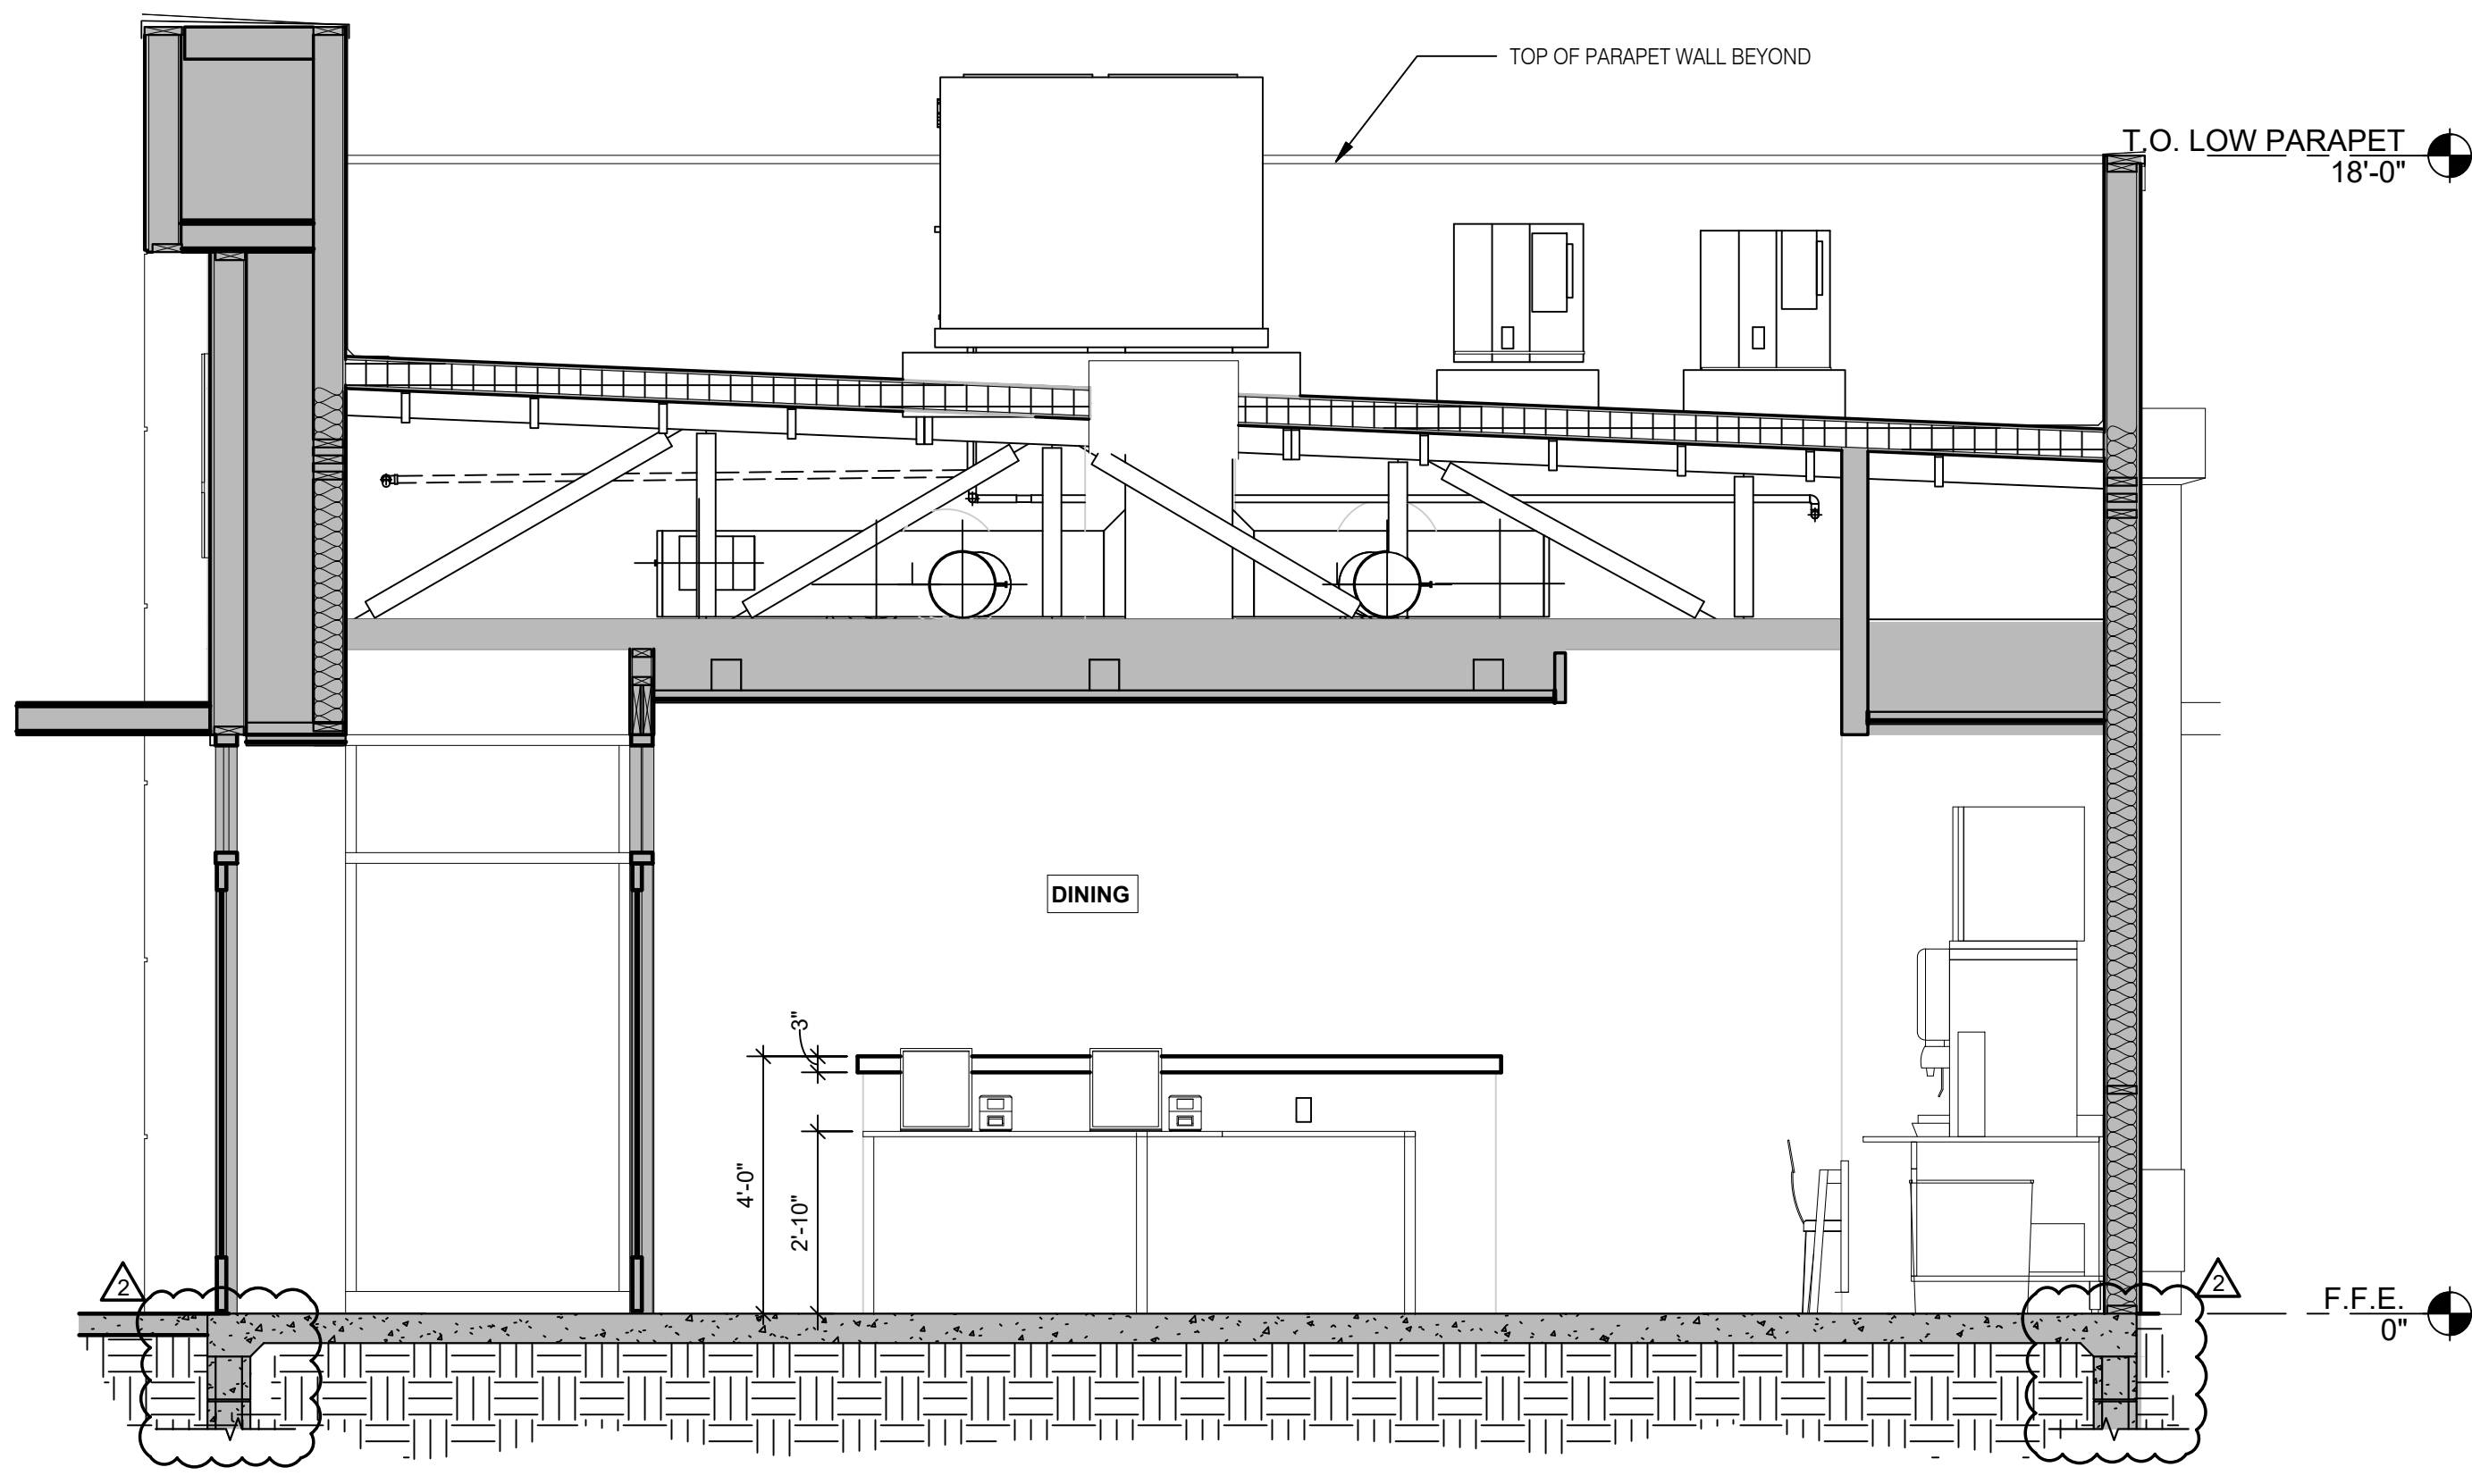 TOP OF PARAPET WALL BEYOND
T.O. LOW PARAPET
18'-0"
DINING
3"
4'-0"
2'-10"
2
2
F.F.E.
0"